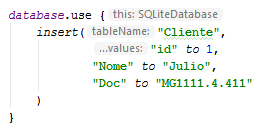 database.use { this: SQLiteDatabase
insert( tableName: "Cliente",
...values: "id" to 1,
"Nome" to "Julio",
"Doc" to "MG1111.4.411"
)
}